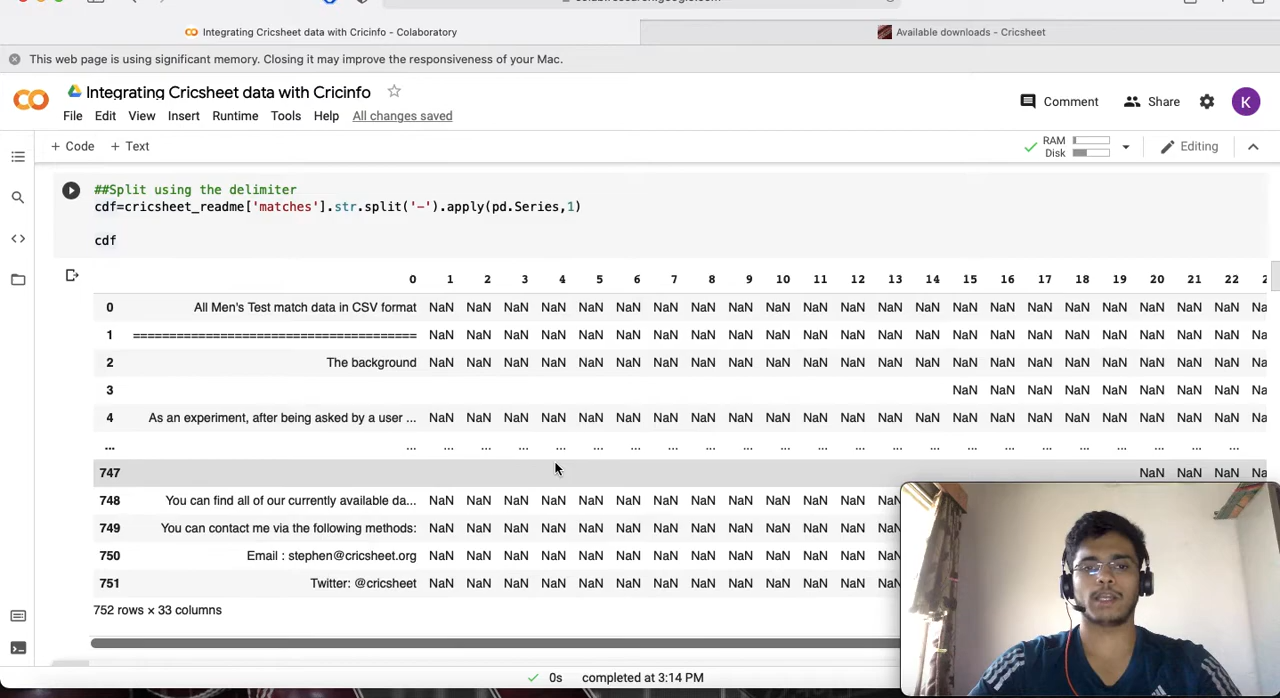 Integrating Cricsheet data with Cricinfo - Colaboratory
Available downloads - Cricsheet
This web page is using significant memory. Closing it may improve the responsiveness of your Mac.
Integrating Cricsheet data with Cricinfo
Comment Share K
File Edit View Insert Runtime Tools Help All changes saved
+ Code + Text
RAM
Disk
Editing
##Split using the delimiter
cdf=cricsheet_readme['matches'].str.split('-').apply(pd.Series,1)
cdf
0 1 2 3 4 5 6 7 8 9 10 11 12 13 14 15 16 17 18 19 20 21 22
0 All Men's Test match data in CSV format NaN NaN NaN NaN NaN NaN NaN NaN NaN NaN NaN NaN NaN NaN NaN NaN NaN NaN NaN NaN NaN NaN Na
1 ======================================= NaN NaN NaN NaN NaN NaN NaN NaN NaN NaN NaN NaN NaN NaN NaN NaN NaN NaN NaN NaN NaN NaN Na
2 The background NaN NaN NaN NaN NaN NaN NaN NaN NaN NaN NaN NaN NaN NaN NaN NaN NaN NaN NaN NaN NaN NaN Na
3 NaN NaN NaN NaN NaN NaN NaN NaN Na
4 As an experiment, after being asked by a user ... NaN NaN NaN NaN NaN NaN NaN NaN NaN NaN NaN NaN NaN NaN NaN NaN NaN NaN NaN NaN NaN NaN Na
... ... ... ... ... ... ... ... ... ... ... ... ... ... ... ... ... ... ... ... ... ... ... ... ...
747 NaN NaN NaN Na
748 You can find all of our currently available da... NaN NaN NaN NaN NaN NaN NaN NaN NaN NaN NaN NaN NaN
749 You can contact me via the following methods: NaN NaN NaN NaN NaN NaN NaN NaN NaN NaN NaN NaN NaN
750 Email : stephen@cricsheet.org NaN NaN NaN NaN NaN NaN NaN NaN NaN NaN NaN NaN NaN
751 Twitter: @cricsheet NaN NaN NaN NaN NaN NaN NaN NaN NaN NaN NaN NaN NaN
752 rows × 33 columns
0s completed at 3:14 PM